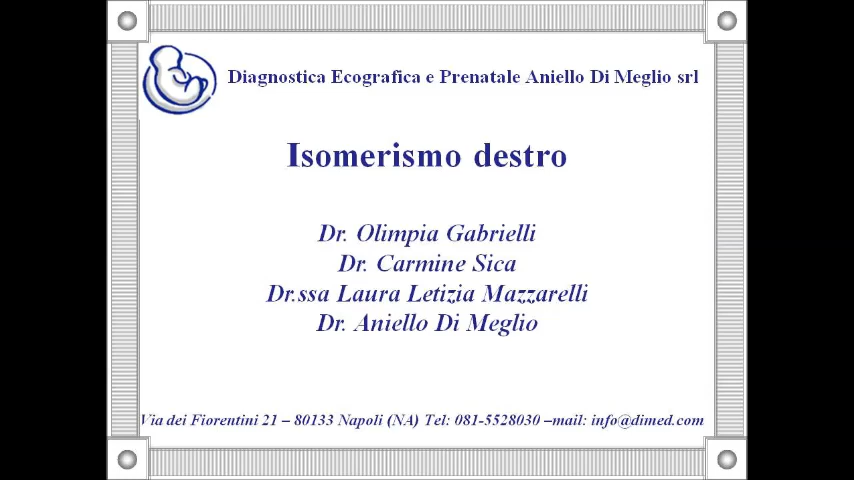 Diagnostica Ecografica e Prenatale Aniello Di Meglio srl
Isomerismo destro
Dr. Olimpia Gabrielli
Dr. Carmine Sica
Dr.ssa Laura Letizia Mazzarelli
Dr. Aniello Di Meglio
Via dei Fiorentini 21 – 80133 Napoli (NA) Tel: 081-5528030 –mail: info@dimed.com